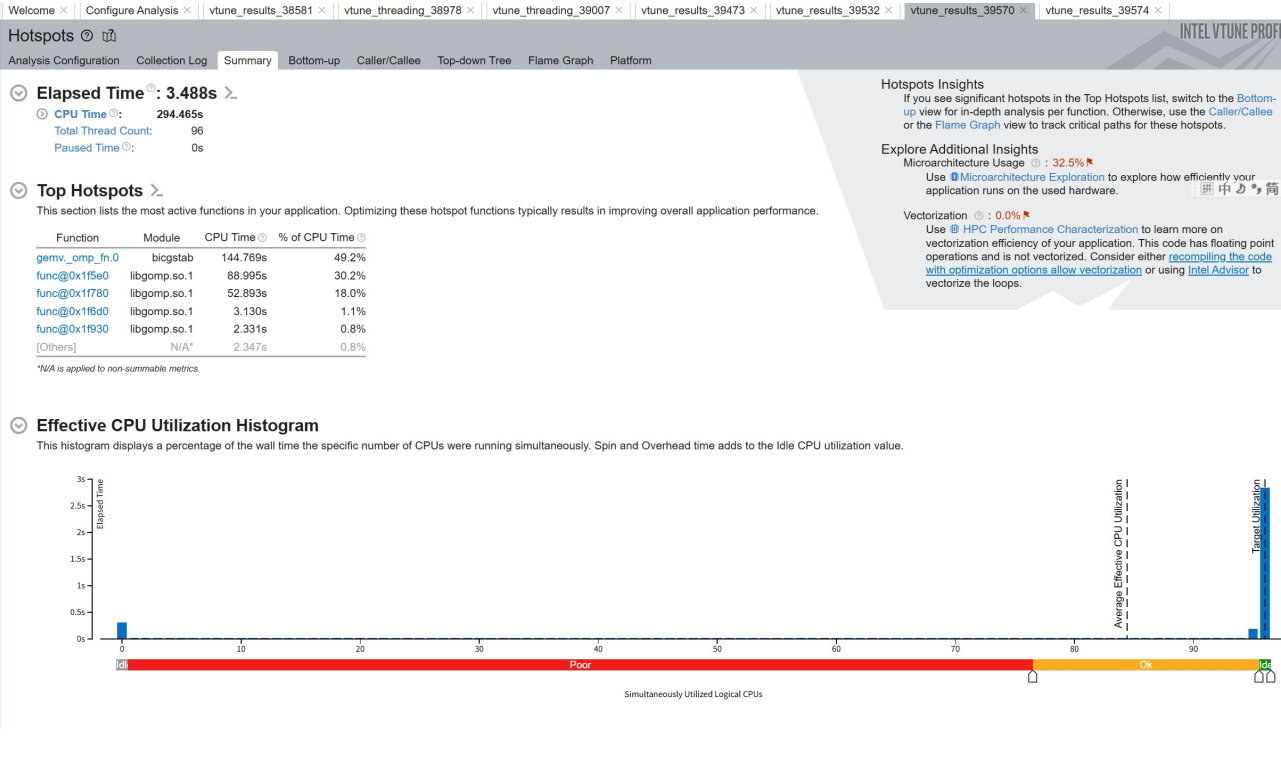 Welcome × Configure Analysis × vtune_results_38581 × vtune_threading_38978 × vtune_threading_39007 × vtune_results_39473 × vtune_results_39532 × vtune_results_39570 × vtune_results_39574 ×
Hotspots
INTEL VTUNE PROFI
Analysis Configuration Collection Log Summary Bottom-up Caller/Callee Top-down Tree Flame Graph Platform
Elapsed Time: 3.488s
CPU Time: 294.465s
Total Thread Count: 96
Paused Time: 0s
Top Hotspots
This section lists the most active functions in your application. Optimizing these hotspot functions typically results in improving overall application performance.
Function Module CPU Time % of CPU Time
gemv._omp_fn.0 bicgstab 144.769s 49.2%
func@0x1f5e0 libgomp.so.1 88.995s 30.2%
func@0x1f780 libgomp.so.1 52.893s 18.0%
func@0x1f6d0 libgomp.so.1 3.130s 1.1%
func@0x1f930 libgomp.so.1 2.331s 0.8%
[Others] N/A* 2.347s 0.8%
*N/A is applied to non-summable metrics.
Hotspots Insights
If you see significant hotspots in the Top Hotspots list, switch to the Bottom-
up view for in-depth analysis per function. Otherwise, use the Caller/Callee
or the Flame Graph view to track critical paths for these hotspots.
Explore Additional Insights
Microarchitecture Usage : 32.5%
Use Microarchitecture Exploration to explore how efficiently your
application runs on the used hardware.
拼 中 简
Vectorization : 0.0%
Use HPC Performance Characterization to learn more on
vectorization efficiency of your application. This code has floating point
operations and is not vectorized. Consider either recompiling the code
with optimization options allow vectorization or using Intel Advisor to
vectorize the loops.
Effective CPU Utilization Histogram
This histogram displays a percentage of the wall time the specific number of CPUs were running simultaneously. Spin and Overhead time adds to the Idle CPU utilization value.
Elapsed Time
3s
2.5s
2s
1.5s
1s
0.5s
0s
Average Effective CPU Utilization
Target Utilization
0 10 20 30 40 50 60 70 80 90
Idl Poor Ok Ide
Simultaneously Utilized Logical CPUs